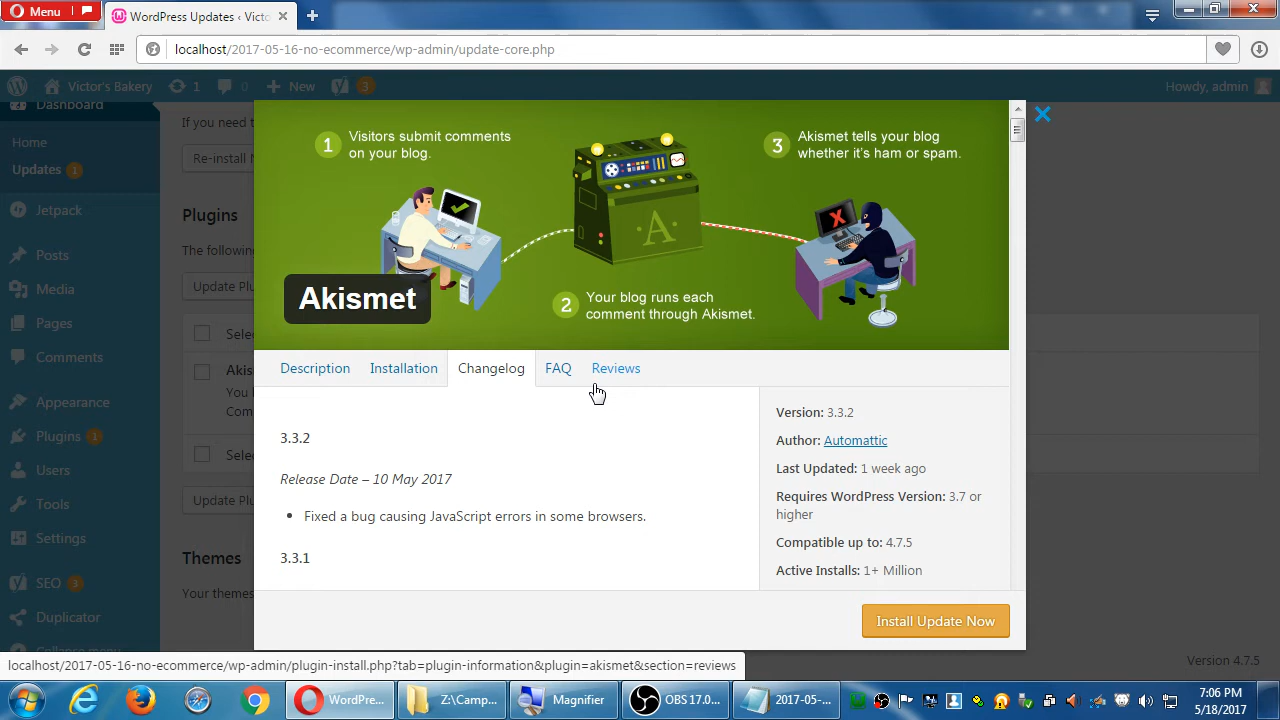 Menu
WordPress Updates ‹ Victo
localhost/2017-05-16-no-ecommerce/wp-admin/update-core.php
Victor's Bakery
1
0
New
3
Howdy, admin
Dashboard
Home
Updates 1
Jetpack
Posts
Media
Pages
Comments
Appearance
Plugins 1
Users
Tools
Settings
SEO 3
Duplicator
Collapse menu
If you need t
Re-install N
Plugins
The following
Update Plu
Selec
Akis
You
Com
Selec
Update Plu
Themes
Your themes
1
Visitors submit comments
on your blog.
3
Akismet tells your blog
whether it's ham or spam.
A
2
Your blog runs each
comment through Akismet.
Akismet
Description Installation Changelog FAQ Reviews
3.3.2
Release Date – 10 May 2017
• Fixed a bug causing JavaScript errors in some browsers.
3.3.1
Version: 3.3.2
Author: Automattic
Last Updated: 1 week ago
Requires WordPress Version: 3.7 or
higher
Compatible up to: 4.7.5
Active Installs: 1+ Million
Install Update Now
Version 4.7.5
localhost/2017-05-16-no-ecommerce/wp-admin/plugin-install.php?tab=plugin-information&plugin=akismet&section=reviews
WordPre...
Z:\Camp...
Magnifier
OBS 17.0....
2017-05-...
7:06 PM
5/18/2017